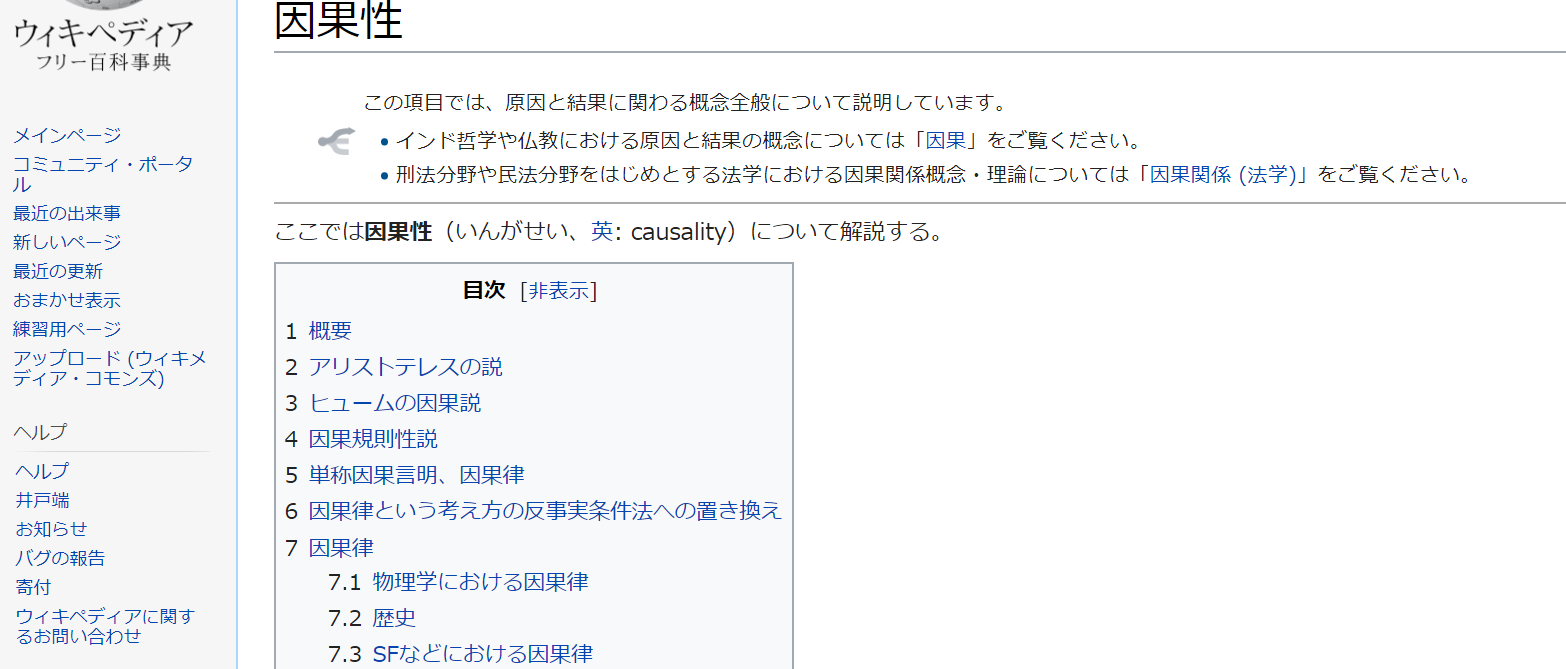 ウィキペディア
フリー百科事典
メインページ
コミュニティ・ポータ
ル
最近の出来事
新しいページ
最近の更新
おまかせ表示
練習用ページ
アップロード (ウィキメ
ディア・コモンズ)
ヘルプ
ヘルプ
井戸端
お知らせ
バグの報告
寄付
ウィキペディアに関す
るお問い合わせ
因果性
この項目では、原因と結果に関わる概念全般について説明しています。
• インド哲学や仏教における原因と結果の概念については「因果」をご覧ください。
• 刑法分野や民法分野をはじめとする法学における因果関係概念・理論については「因果関係 (法学)」をご覧ください。
ここでは因果性（いんがせい、英: causality）について解説する。
目次 [非表示]
1 概要
2 アリストテレスの説
3 ヒュームの因果説
4 因果規則性説
5 単称因果言明、因果律
6 因果律という考え方の反事実条件法への置き換え
7 因果律
7.1 物理学における因果律
7.2 歴史
7.3 SFなどにおける因果律